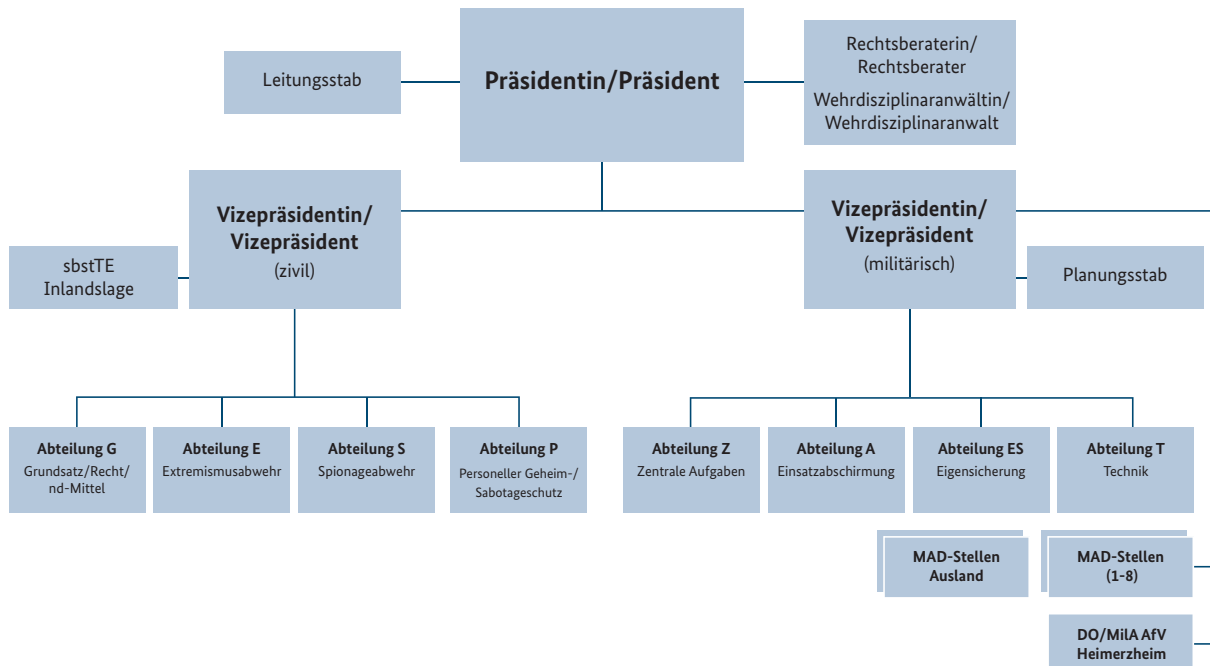 Leitungsstab
Präsidentin/Präsident
Rechtsberaterin/
Rechtsberater
Wehrdisziplinaranwältin/
Wehrdisziplinaranwalt
sbstTE
Inlandslage
Vizepräsidentin/
Vizepräsident
(zivil)
Vizepräsidentin/
Vizepräsident
(militärisch)
Planungsstab
Abteilung G
Grundsatz/Recht/
nd-Mittel
Abteilung E
Extremismusabwehr
Abteilung S
Spionageabwehr
Abteilung P
Personeller Geheim-/
Sabotageschutz
Abteilung Z
Zentrale Aufgaben
Abteilung A
Einsatzabschirmung
Abteilung ES
Eigensicherung
Abteilung T
Technik
MAD-Stellen
Ausland
MAD-Stellen
(1-8)
DO/MilA AfV
Heimerzheim